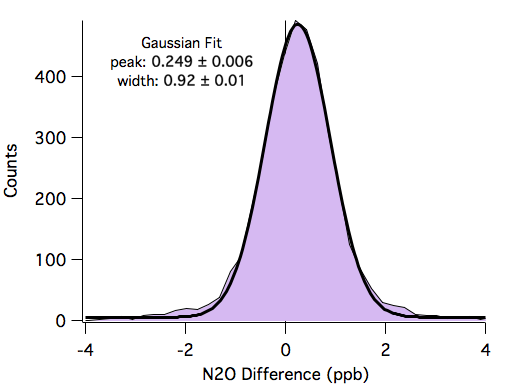 Gaussian Fit
peak: 0.249 ± 0.006
width: 0.92 ± 0.01
400
300
200
100
0
Counts
-4
-2
0
2
4
N2O Difference (ppb)